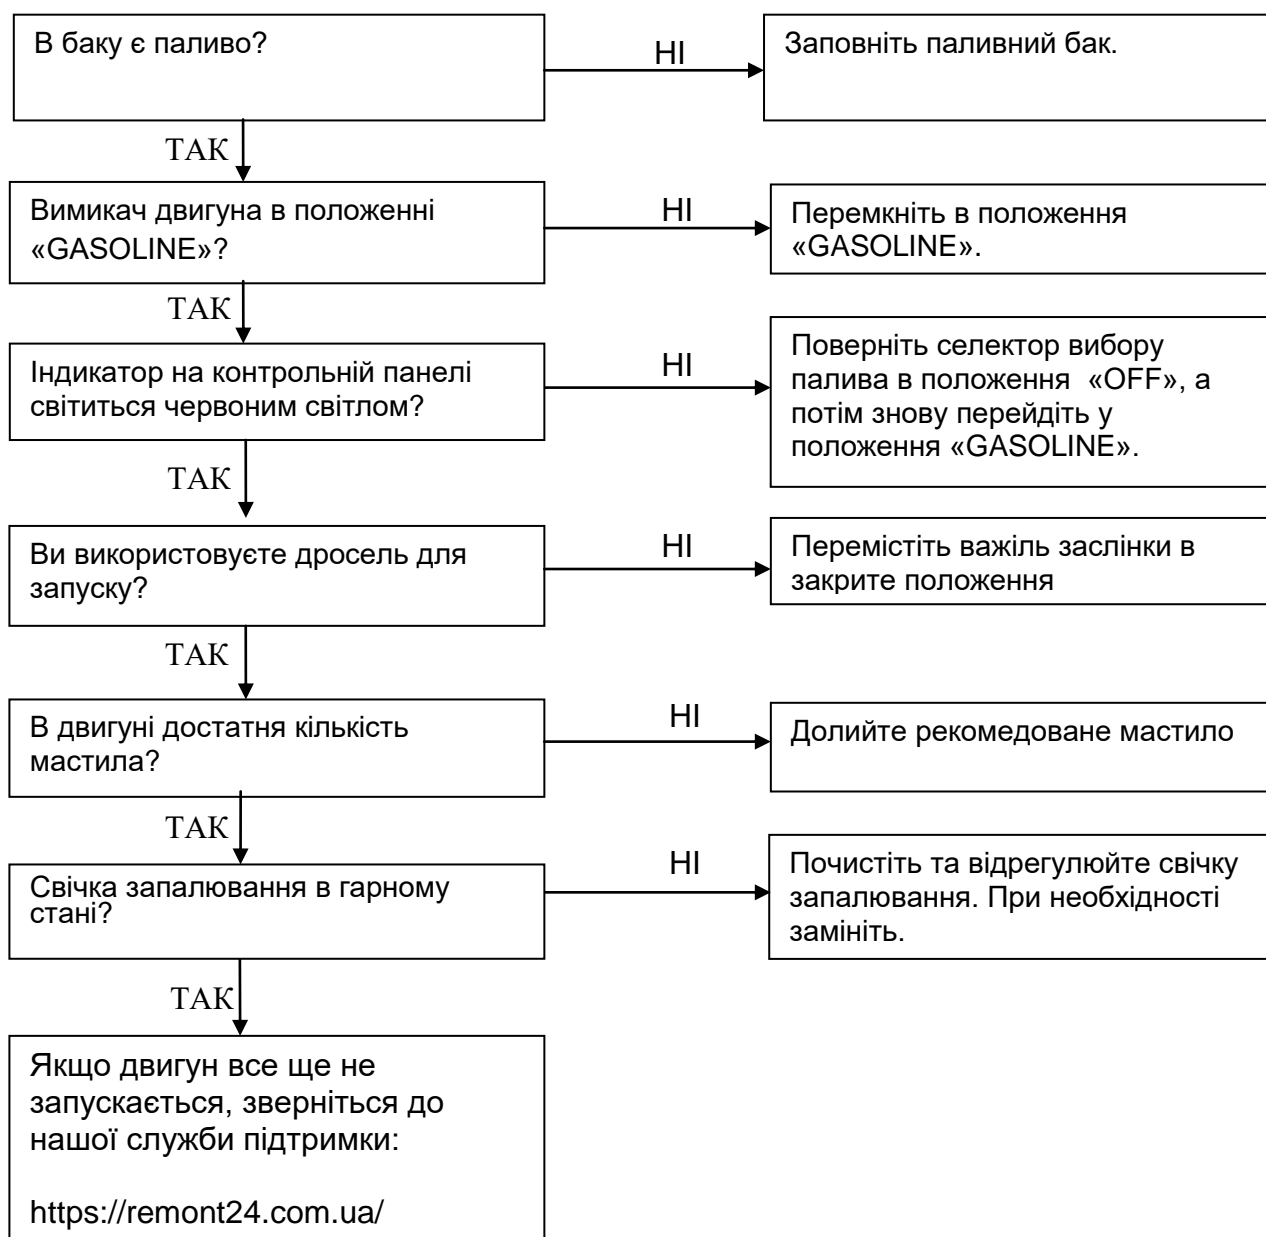 В баку є паливо?
НІ
Заповніть паливний бак.
ТАК
Вимикач двигуна в положенні
«GASOLINE»?
НІ
Перемкніть в положення
«GASOLINE».
ТАК
Індикатор на контрольній панелі
світиться червоним світлом?
НІ
Поверніть селектор вибору
палива в положення «OFF», а
потім знову перейдіть у
положення «GASOLINE».
ТАК
Ви використовуєте дросель для
запуску?
НІ
Перемістіть важіль заслінки в
закрите положення
ТАК
В двигуні достатня кількість
мастила?
НІ
Долийте рекомедоване мастило
ТАК
Свічка запалювання в гарному
стані?
НІ
Почистіть та відрегулюйте свічку
запалювання. При необхідності
замініть.
ТАК
Якщо двигун все ще не
запускається, зверніться до
нашої служби підтримки:
https://remont24.com.ua/